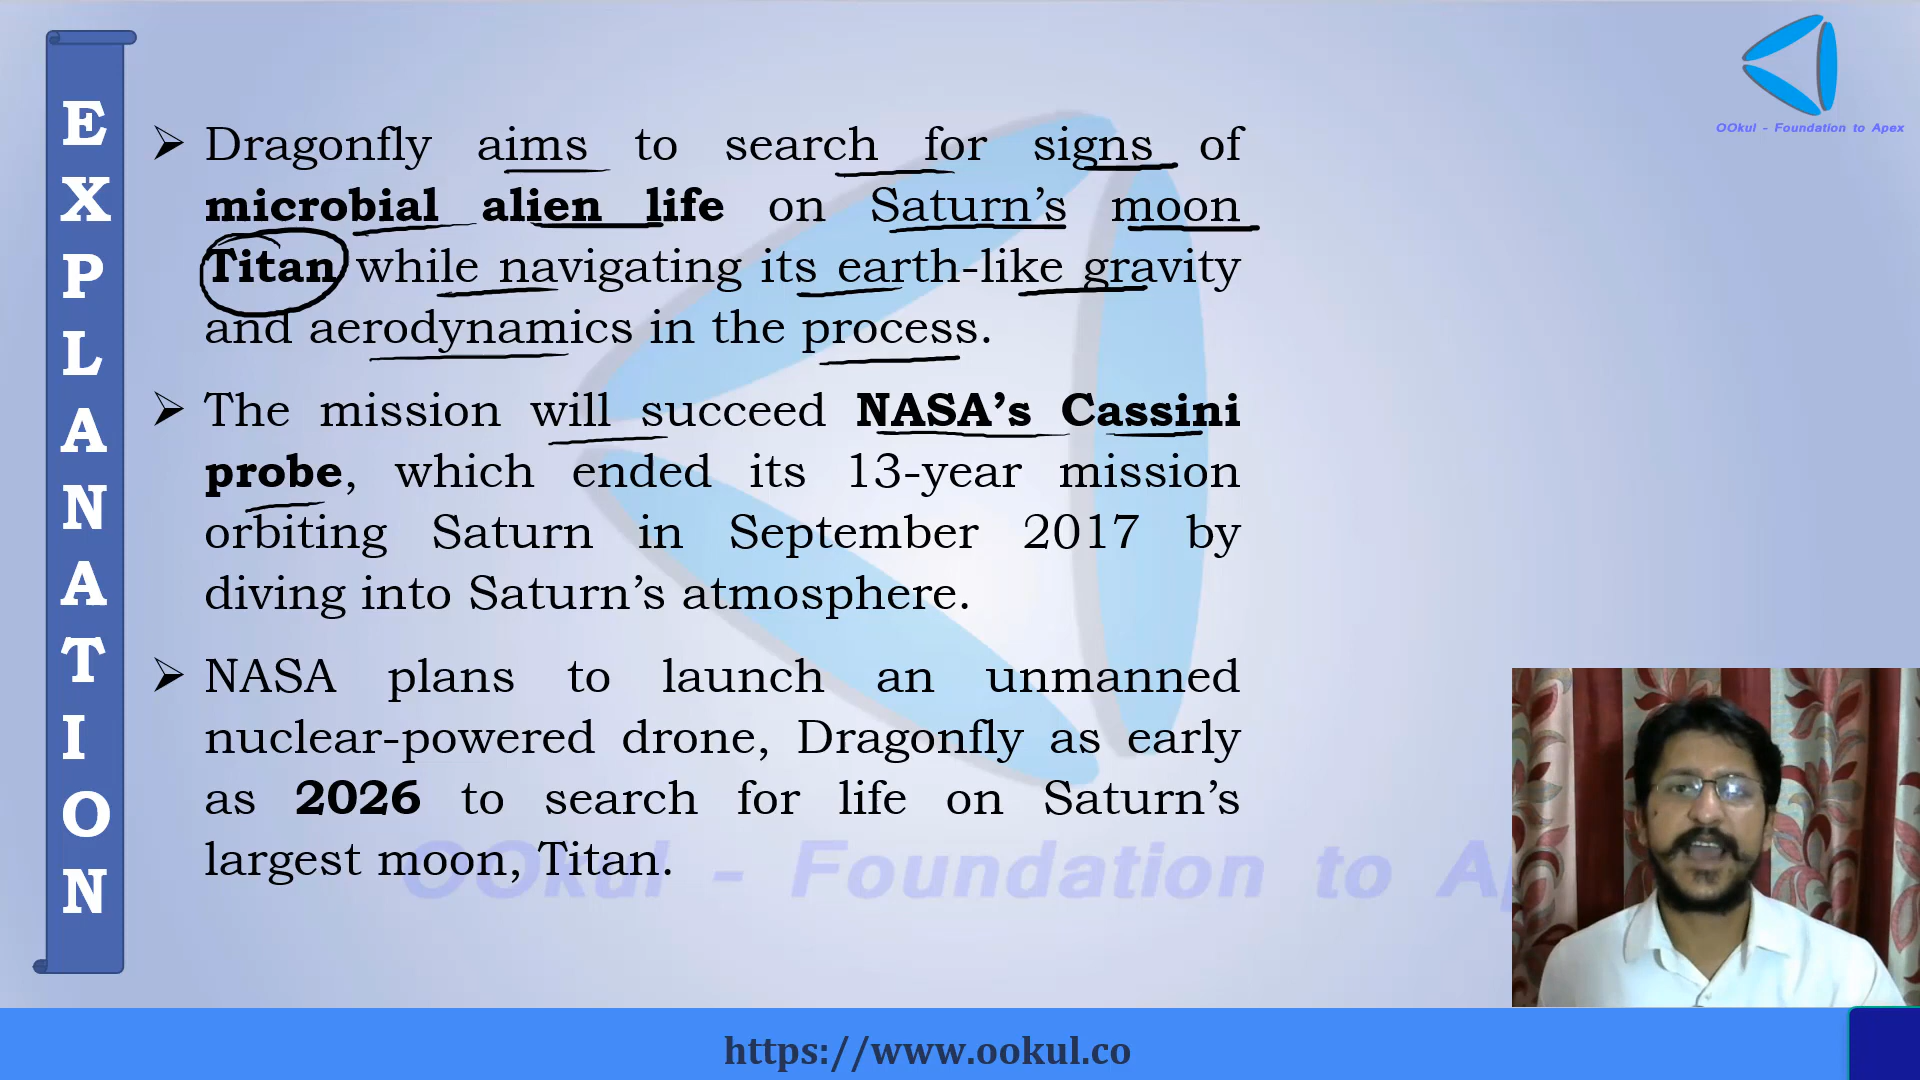 EXPLANATION
OOkul - Foundation to Apex
Dragonfly aims to search for signs of
microbial alien life on Saturn’s moon
Titan while navigating its earth-like gravity
and aerodynamics in the process.
The mission will succeed NASA’s Cassini
probe, which ended its 13-year mission
orbiting Saturn in September 2017 by
diving into Saturn’s atmosphere.
NASA plans to launch an unmanned
nuclear-powered drone, Dragonfly as early
as 2026 to search for life on Saturn’s
largest moon, Titan.
OOkul - Foundation to Ap
https://www.ookul.co